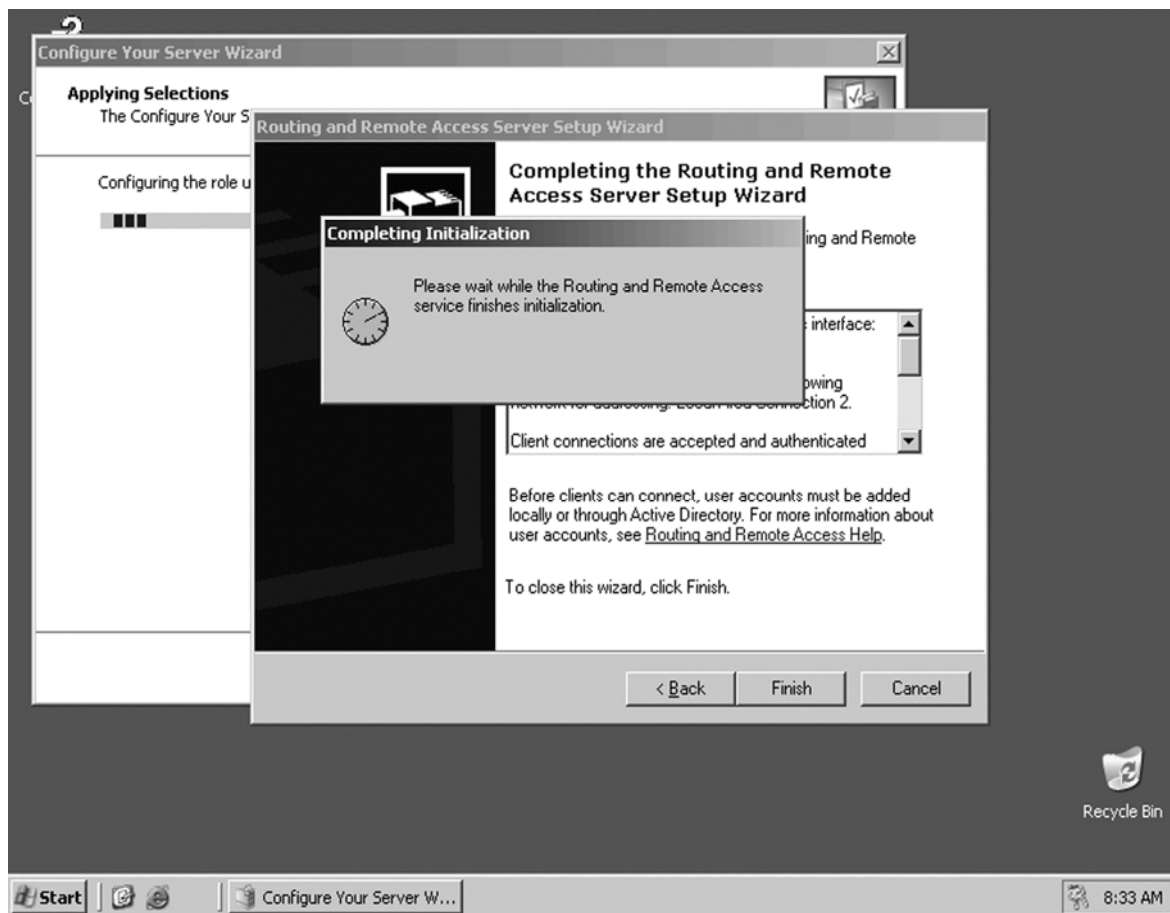 Configure Your Server Wizard
Applying Selections
The Configure Your S
Configuring the role u
Routing and Remote Access Server Setup Wizard
Completing the Routing and Remote
Access Server Setup Wizard
ing and Remote
Completing Initialization
Please wait while the Routing and Remote Access
service finishes initialization.
interface:
owing
ction 2.
Client connections are accepted and authenticated
Before clients can connect, user accounts must be added
locally or through Active Directory. For more information about
user accounts, see Routing and Remote Access Help.
To close this wizard, click Finish.
< Back
Finish
Cancel
Recycle Bin
Start
Configure Your Server W...
8:33 AM